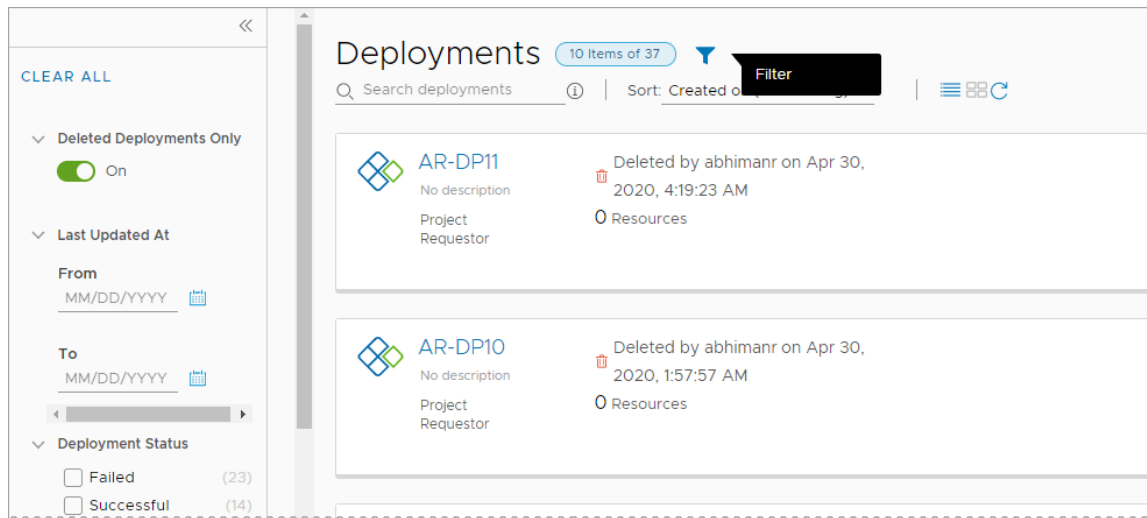 CLEAR ALL
Deleted Deployments Only
On
Last Updated At
From
MM/DD/YYYY
To
MM/DD/YYYY
Deployment Status
Failed (23)
Successful (14)
Deployments 10 Items of 37
Filter
Search deployments Sort: Created
AR-DP11
No description
Project
Requestor
Deleted by abhimanr on Apr 30,
2020, 4:19:23 AM
0 Resources
AR-DP10
No description
Project
Requestor
Deleted by abhimanr on Apr 30,
2020, 1:57:57 AM
0 Resources